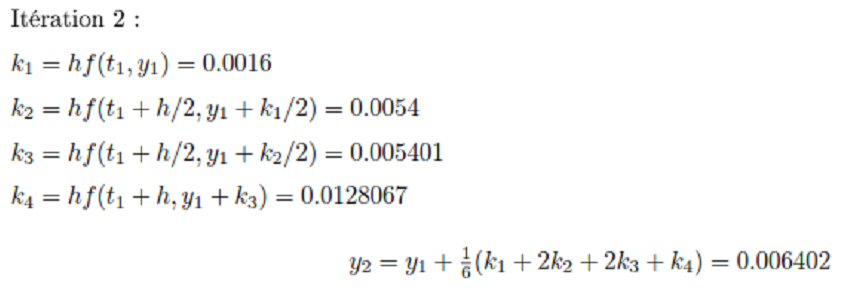 Itération 2 :
k₁ = hf(t₁, y₁) = 0.0016
k₂ = hf(t₁ + h/2, y₁ + k₁/2) = 0.0054
k₃ = hf(t₁ + h/2, y₁ + k₂/2) = 0.005401
k₄ = hf(t₁ + h, y₁ + k₃) = 0.0128067
y₂ = y₁ + 1/6(k₁ + 2k₂ + 2k₃ + k₄) = 0.006402